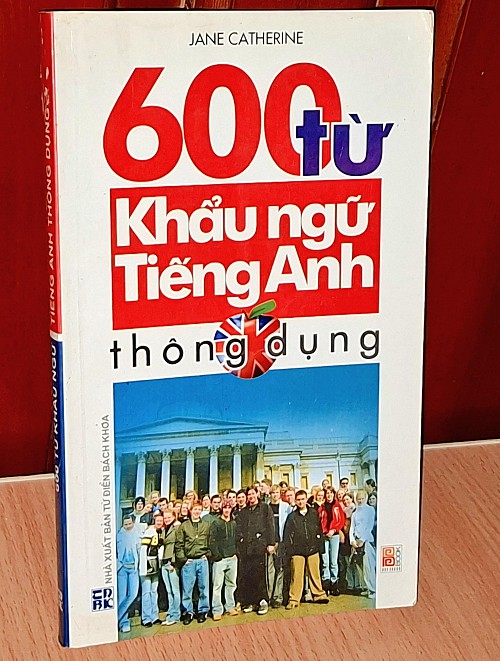 JANE CATHERINE
600 từ
Khẩu ngữ
Tiếng Anh
thông dụng
NHÀ XUẤT BẢN TỪ ĐIỂN BÁCH KHOA
BOOK
600 TỪ KHẨU NGỮ TIẾNG ANH THÔNG DỤNG